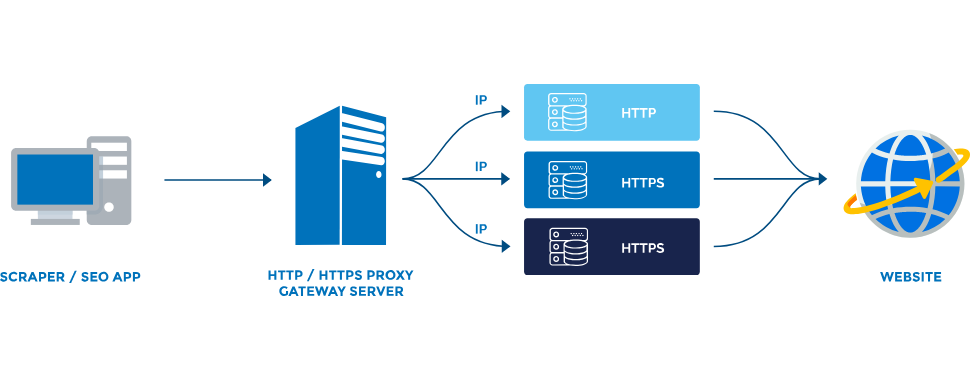 IP
HTTP
IP
HTTPS
IP
HTTPS
SCRAPER / SEO APP
HTTP / HTTPS PROXY
GATEWAY SERVER
WEBSITE